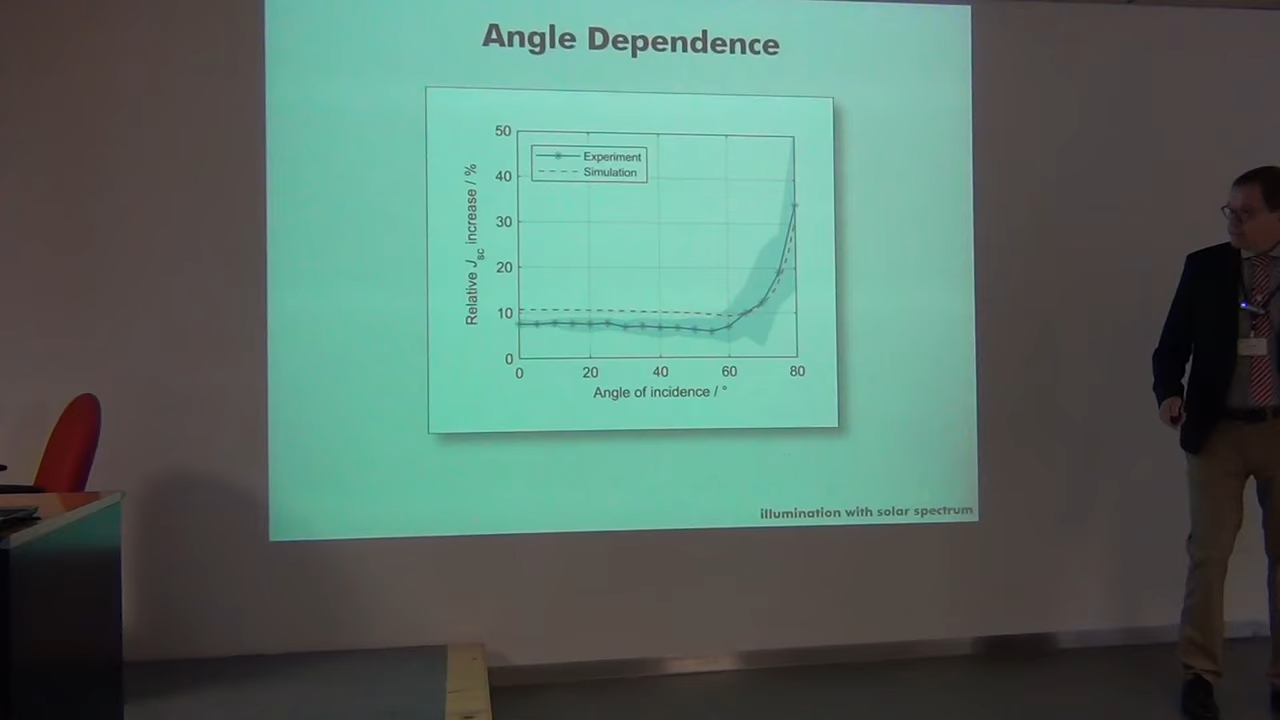 Angle Dependence
50
40
30
20
10
0
Relative Jsc increase / %
Experiment
Simulation
0 20 40 60 80
Angle of incidence / °
illumination with solar spectrum